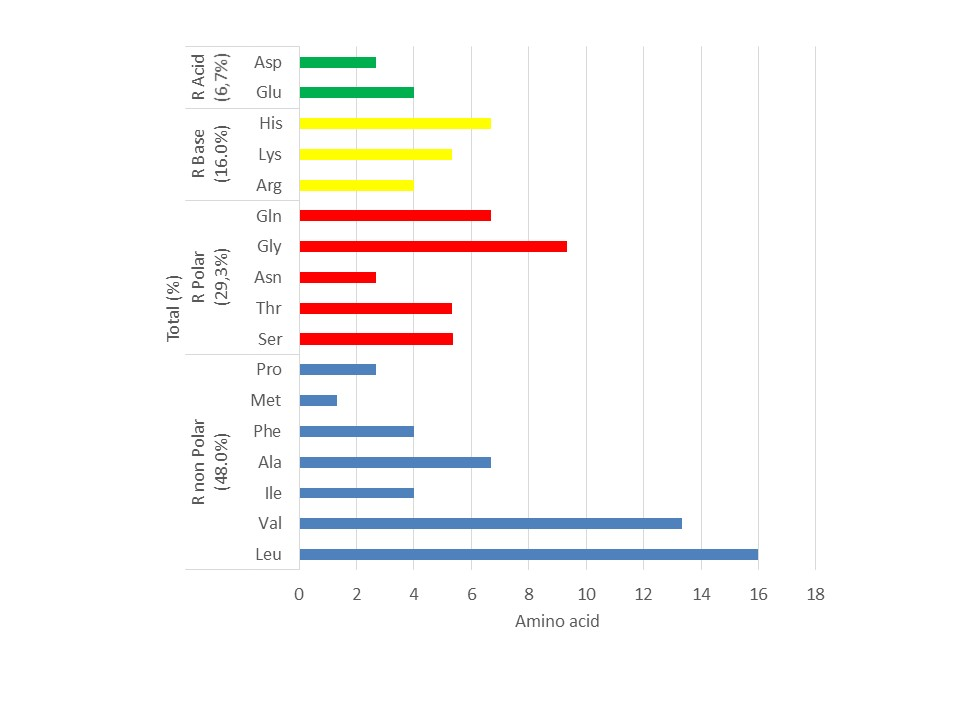 Total (%)
R Acid
(6,7%)
Asp
Glu
R Base
(16.0%)
His
Lys
Arg
R Polar
(29,3%)
Gln
Gly
Asn
Thr
Ser
R non Polar
(48.0%)
Pro
Met
Phe
Ala
Ile
Val
Leu
0 2 4 6 8 10 12 14 16 18
Amino acid